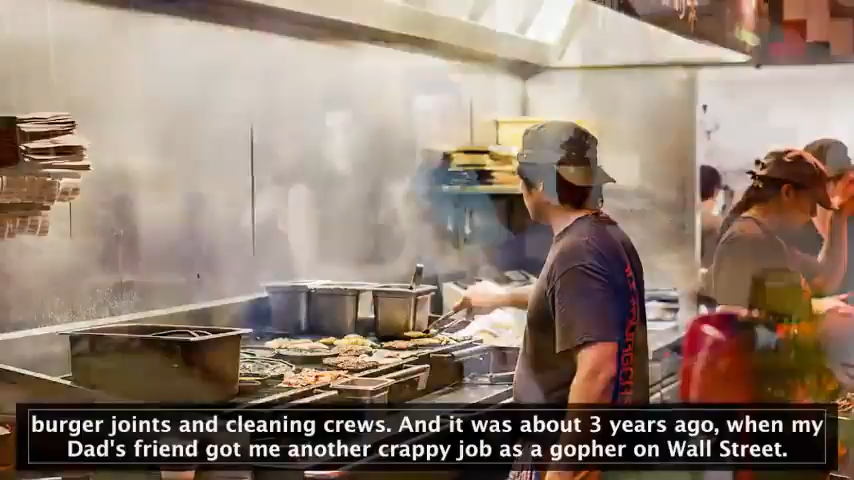 burger joints and cleaning crews. And it was about 3 years ago, when my
Dad's friend got me another crappy job as a gopher on Wall Street.